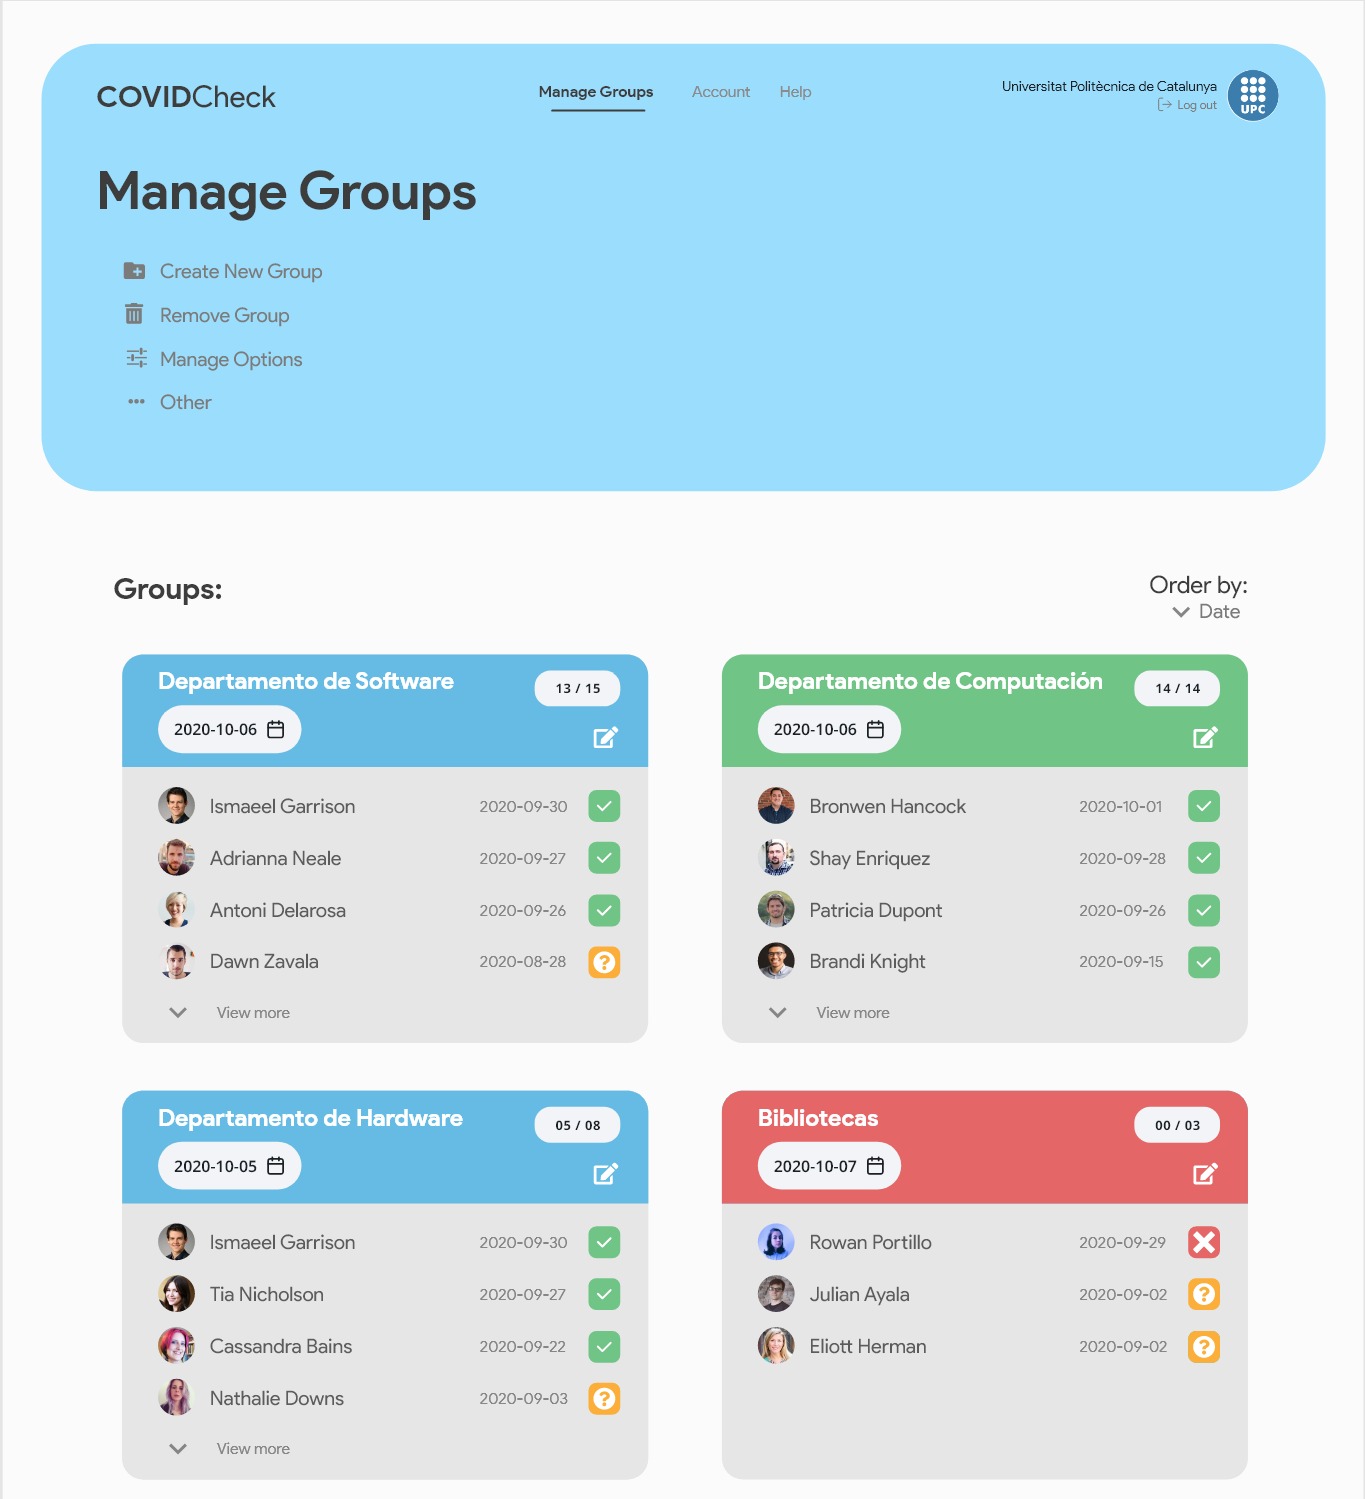 COVIDCheck
Manage Groups
Account
Help
Universitat Politècnica de Catalunya
Log out
UPC
Manage Groups
Create New Group
Remove Group
Manage Options
Other
Groups:
Order by:
Date
Departamento de Software
13 / 15
2020-10-06
Ismaeel Garrison 2020-09-30
Adrianna Neale 2020-09-27
Antoni Delarosa 2020-09-26
Dawn Zavala 2020-08-28
View more
Departamento de Computación
14 / 14
2020-10-06
Bronwen Hancock 2020-10-01
Shay Enriquez 2020-09-28
Patricia Dupont 2020-09-26
Brandi Knight 2020-09-15
View more
Departamento de Hardware
05 / 08
2020-10-05
Ismaeel Garrison 2020-09-30
Tia Nicholson 2020-09-27
Cassandra Bains 2020-09-22
Nathalie Downs 2020-09-03
View more
Bibliotecas
00 / 03
2020-10-07
Rowan Portillo 2020-09-29
Julian Ayala 2020-09-02
Eliott Herman 2020-09-02